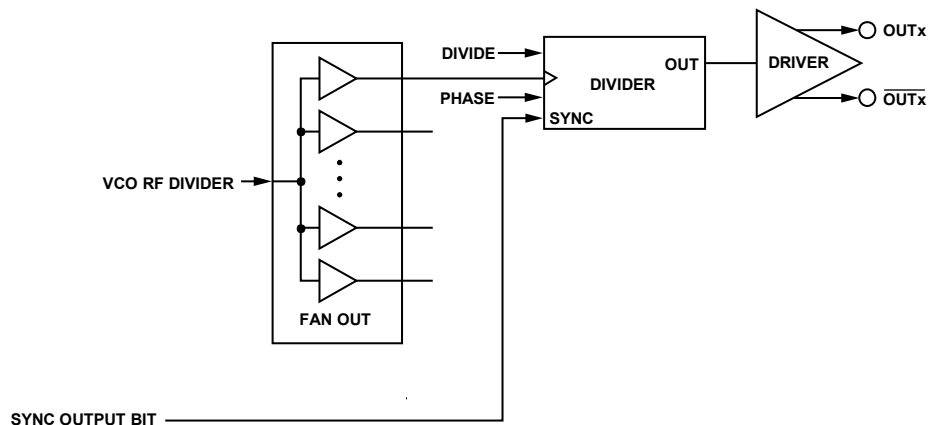 DIVIDE
OUTx
OUT
DRIVER
DIVIDER
PHASE
OUTx
SYNC
VCO RF DIVIDER
FAN OUT
SYNC OUTPUT BIT